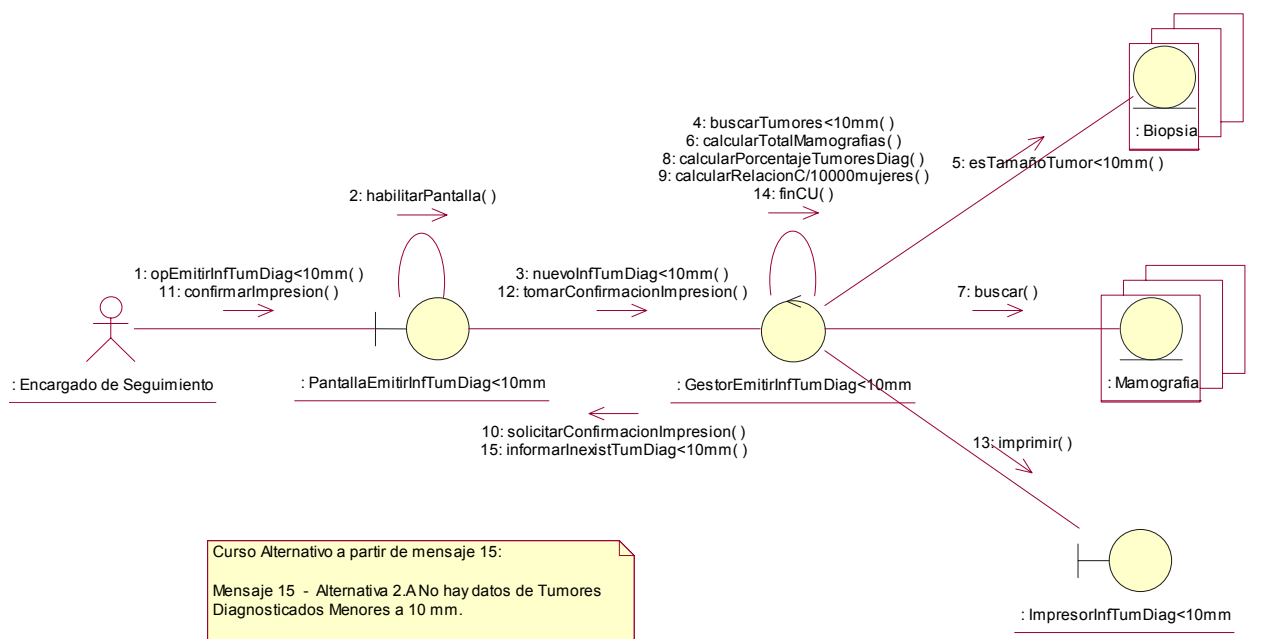 : Biopsia
4: buscarTumores<10mm( )
6: calcularTotalMamografias( )
8: calcularPorcentajeTumoresDiag( )
9: calcularRelacionC/10000mujeres( )
14: finCU( )
5: esTamañoTumor<10mm( )
2: habilitarPantalla( )
1: opEmitirInfTumDiag<10mm( )
11: confirmarImpresion( )
3: nuevoInfTumDiag<10mm( )
12: tomarConfirmacionImpresion( )
7: buscar( )
: Encargado de Seguimiento
: PantallaEmitirInfTumDiag<10mm
: GestorEmitirInfTumDiag<10mm
: Mamografia
10: solicitarConfirmacionImpresion( )
15: informarInexistTumDiag<10mm( )
13: imprimir( )
Curso Alternativo a partir de mensaje 15:
Mensaje 15 - Alternativa 2.A No hay datos de Tumores
Diagnosticados Menores a 10 mm.
: ImpresorInfTumDiag<10mm